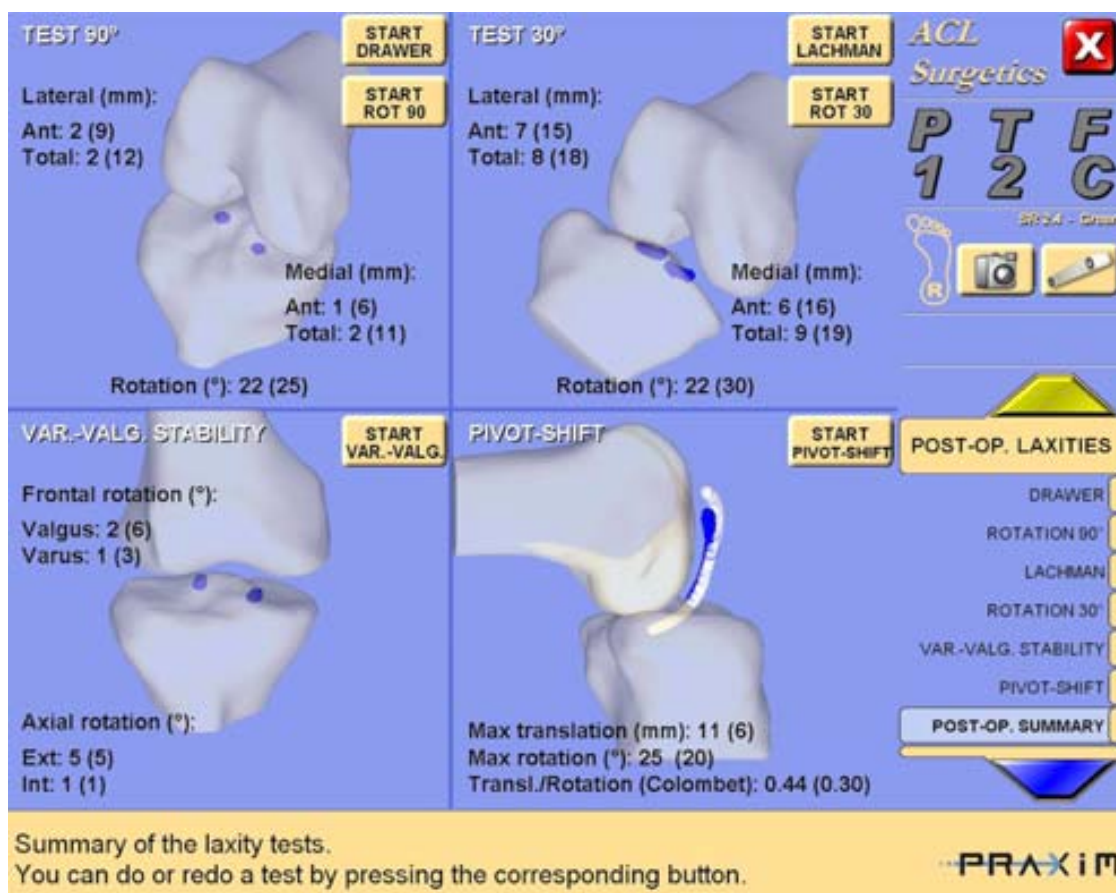 TEST 90°
START
DRAWER
START
ROT 90
Lateral (mm):
Ant: 2 (9)
Total: 2 (12)
Medial (mm):
Ant: 1 (6)
Total: 2 (11)
Rotation (°): 22 (25)
TEST 30°
START
LACHMAN
START
ROT 30
Lateral (mm):
Ant: 7 (15)
Total: 8 (18)
Medial (mm):
Ant: 6 (16)
Total: 9 (19)
Rotation (°): 22 (30)
VAR.-VALG. STABILITY
START
VAR.-VALG.
Frontal rotation (°):
Valgus: 2 (6)
Varus: 1 (3)
Axial rotation (°):
Ext: 5 (5)
Int: 1 (1)
PIVOT-SHIFT
START
PIVOT-SHIFT
Max translation (mm): 11 (6)
Max rotation (°): 25 (20)
Transl./Rotation (Colombet): 0.44 (0.30)
ACL
Surgetics
X
P T F
1 2 C
SR 2.4 -
R
POST-OP. LAXITIES
DRAWER
ROTATION 90°
LACHMAN
ROTATION 30°
VAR.-VALG. STABILITY
PIVOT-SHIFT
POST-OP. SUMMARY
Summary of the laxity tests.
You can do or redo a test by pressing the corresponding button.
PRAXiM